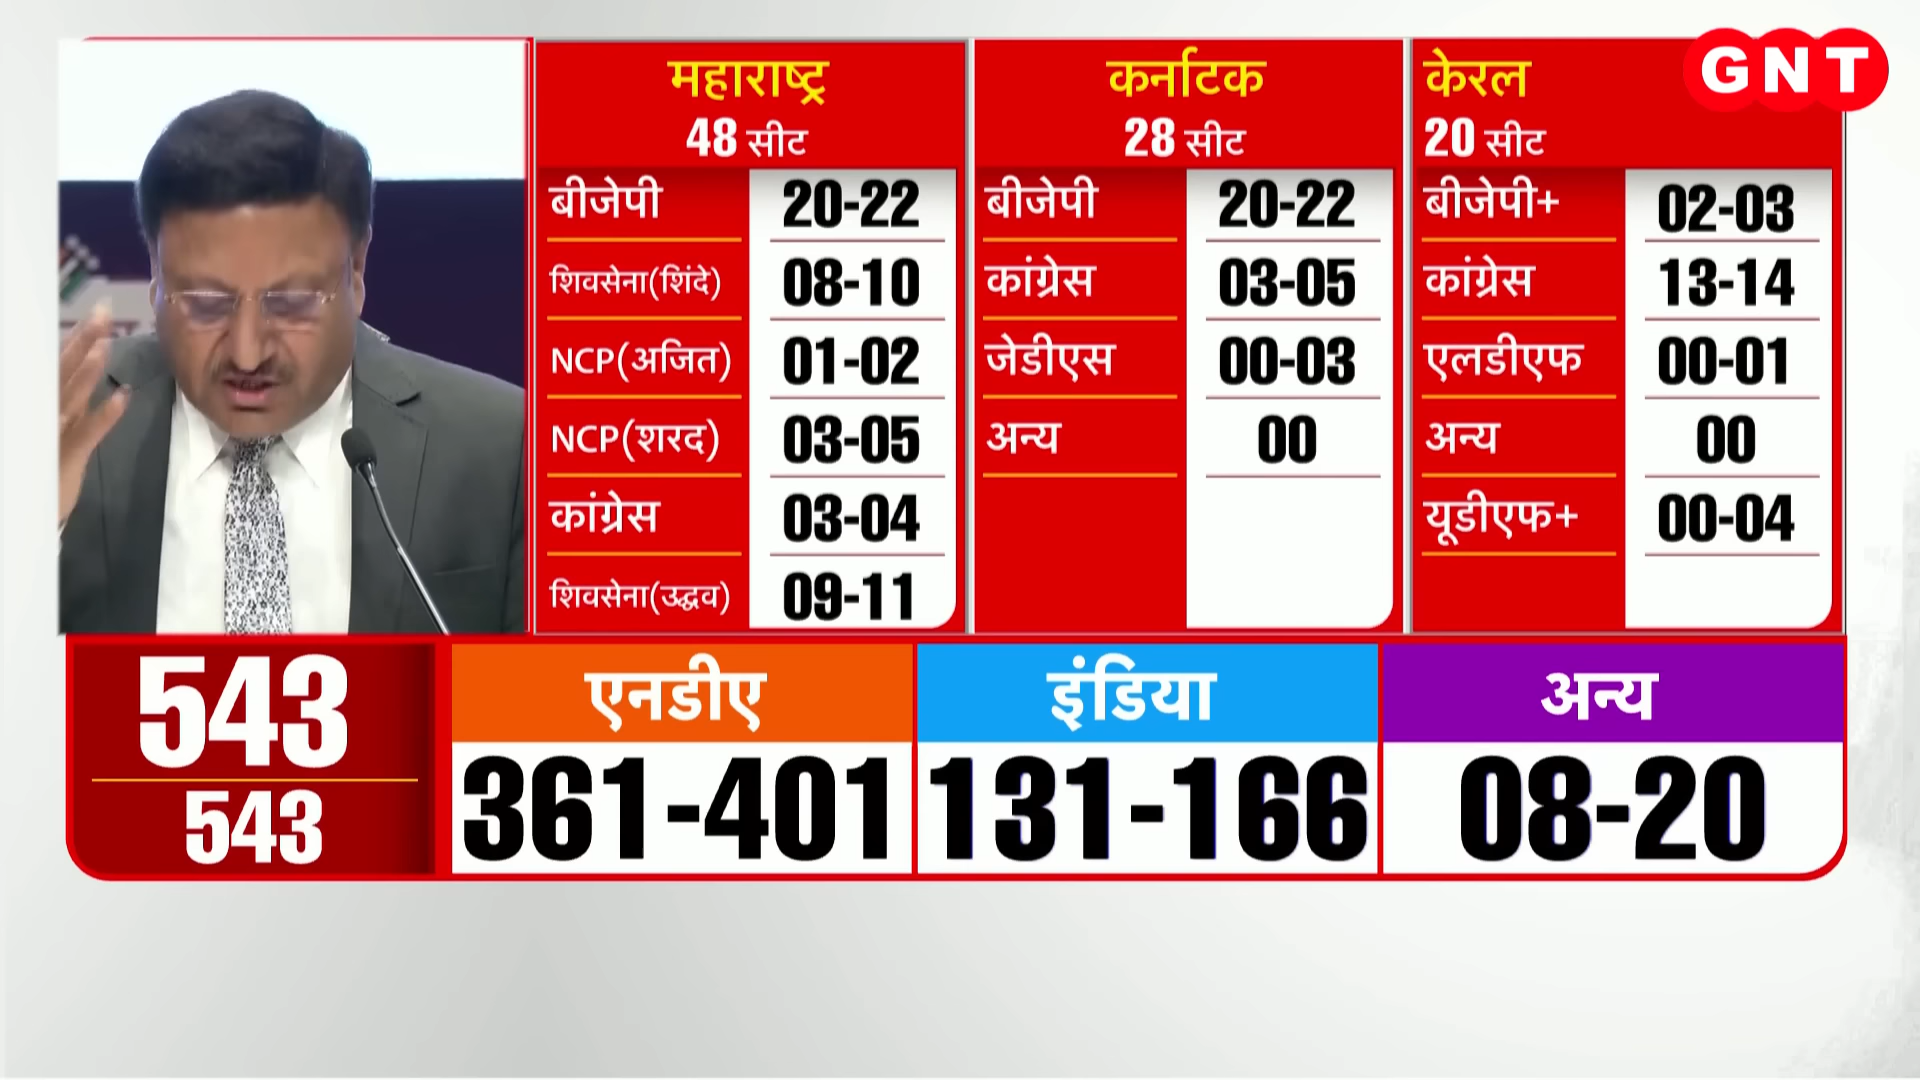 GNT
महाराष्ट्र
48 सीट
बीजेपी 20-22
शिवसेना(शिंदे) 08-10
NCP(अजित) 01-02
NCP(शरद) 03-05
कांग्रेस 03-04
शिवसेना(उद्धव) 09-11
कर्नाटक
28 सीट
बीजेपी 20-22
कांग्रेस 03-05
जेडीएस 00-03
अन्य 00
केरल
20 सीट
बीजेपी+ 02-03
कांग्रेस 13-14
एलडीएफ 00-01
अन्य 00
यूडीएफ+ 00-04
543
543
एनडीए
361-401
इंडिया
131-166
अन्य
08-20